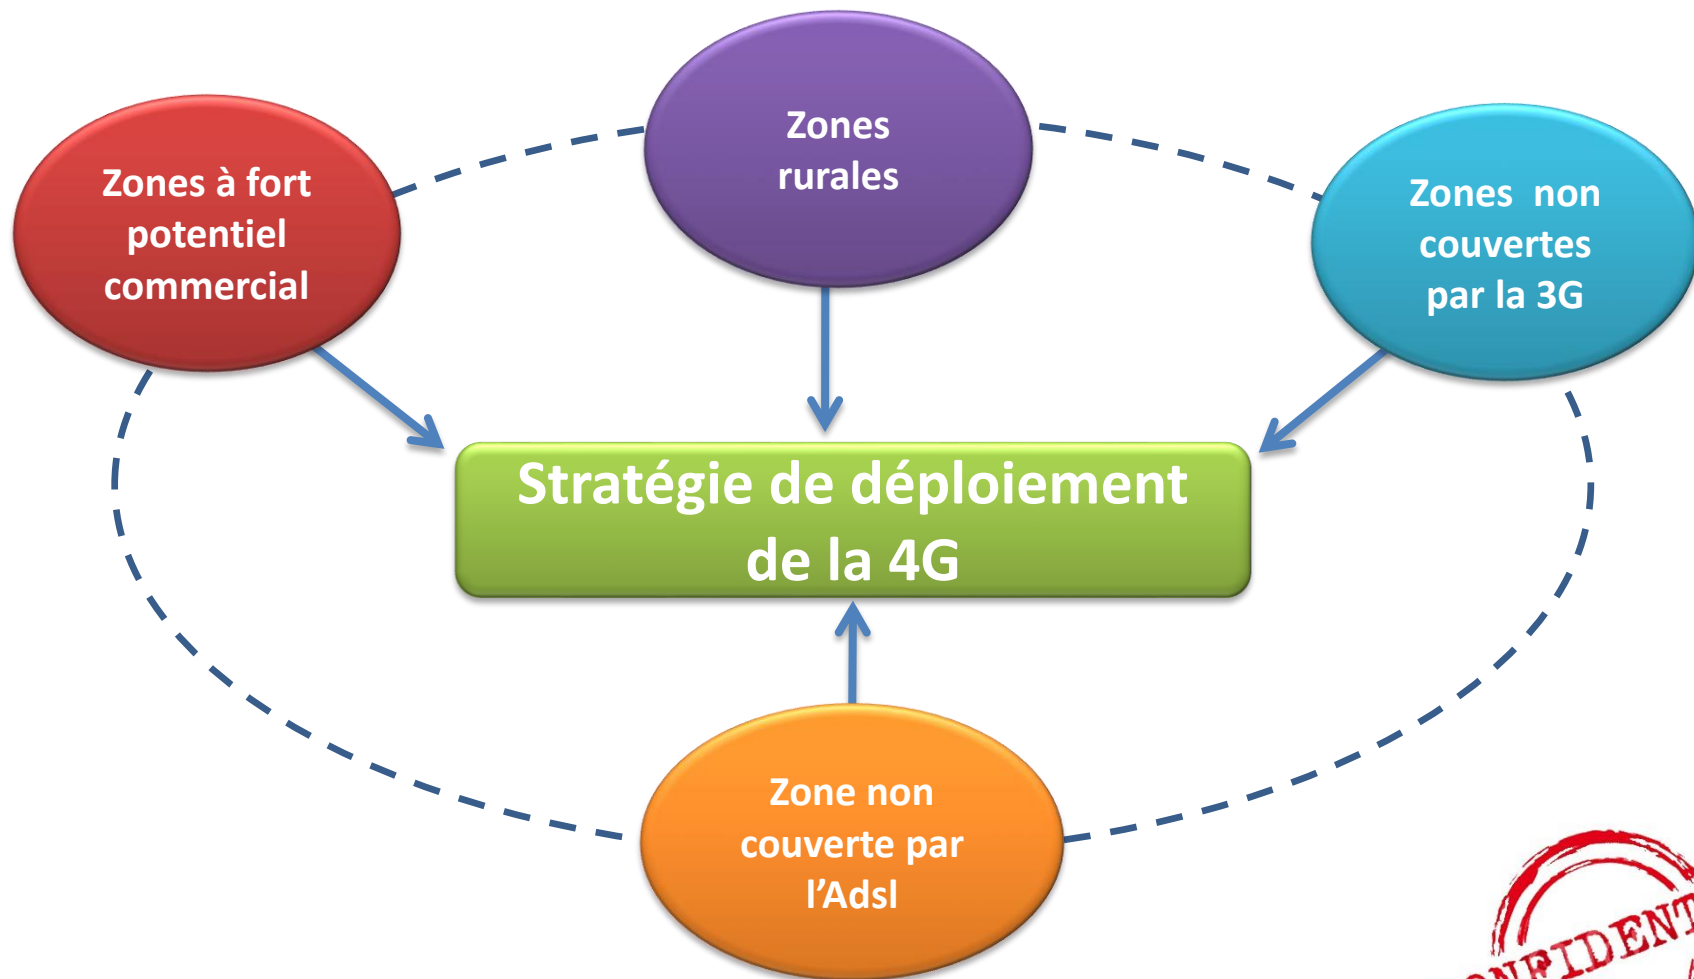 Zones à fort
potentiel
commercial
Zones
rurales
Zones  non
couvertes
par la 3G
Stratégie de déploiement
de la 4G
Zone non
couverte par
l’Adsl